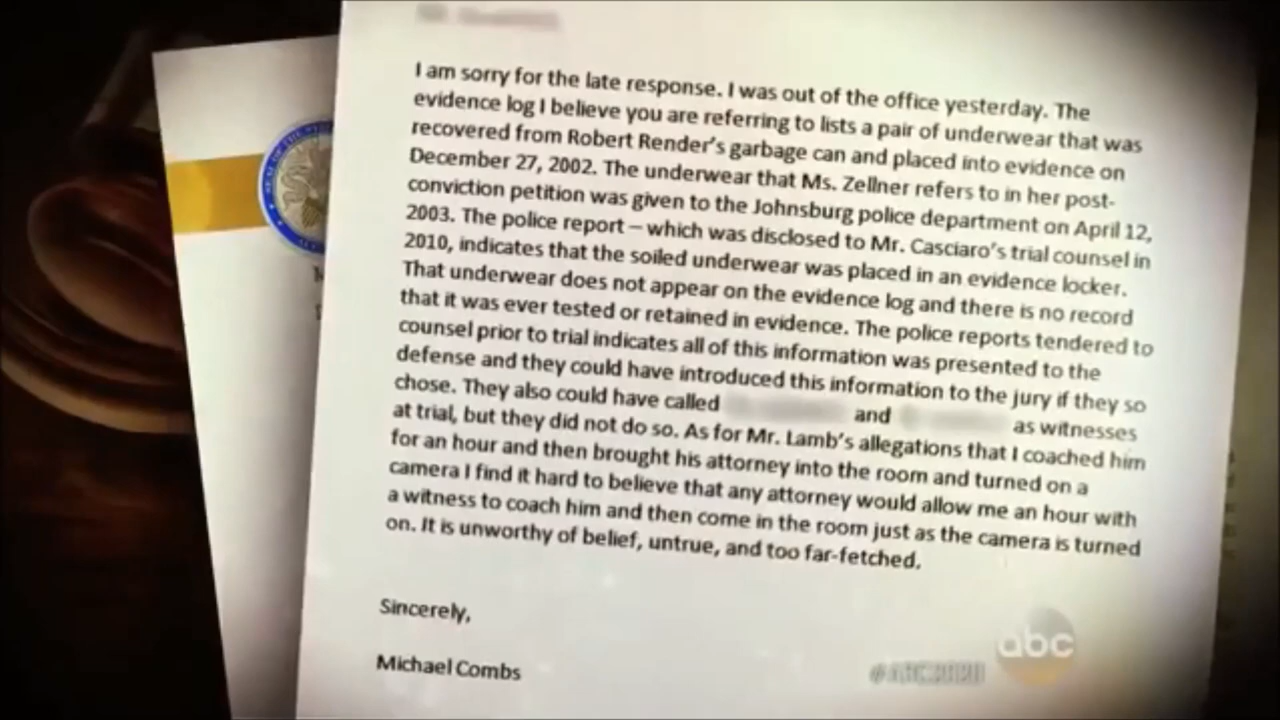 I am sorry for the late response. I was out of the office yesterday. The
evidence log I believe you are referring to lists a pair of underwear that was
recovered from Robert Render's garbage can and placed into evidence on
December 27, 2002. The underwear that Ms. Zellner refers to in her post-
conviction petition was given to the Johnsburg police department on April 12,
2003. The police report – which was disclosed to Mr. Casciaro's trial counsel in
2010, indicates that the soiled underwear was placed in an evidence locker.
That underwear does not appear on the evidence log and there is no record
that it was ever tested or retained in evidence. The police reports tendered to
counsel prior to trial indicates all of this information was presented to the
defense and they could have introduced this information to the jury if they so
chose. They also could have called and as witnesses
at trial, but they did not do so. As for Mr. Lamb's allegations that I coached him
for an hour and then brought his attorney into the room and turned on a
camera I find it hard to believe that any attorney would allow me an hour with
a witness to coach him and then come in the room just as the camera is turned
on. It is unworthy of belief, untrue, and too far-fetched.
Sincerely,
Michael Combs
abc
#ABC2020